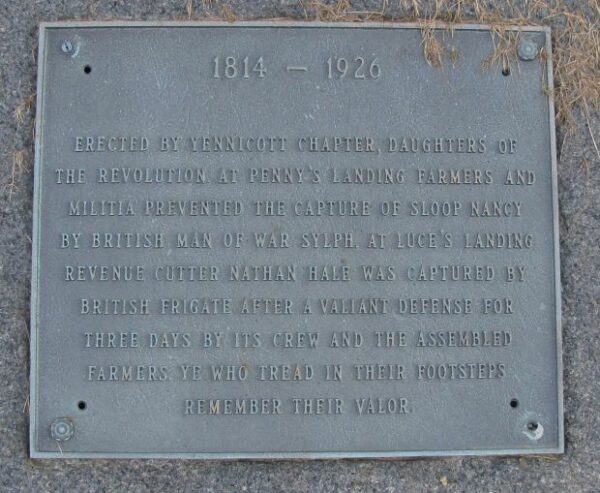 1814 — 1926
ERECTED BY YENNICOTT CHAPTER, DAUGHTERS OF
THE REVOLUTION. AT PENNY'S LANDING FARMERS AND
MILITIA PREVENTED THE CAPTURE OF SLOOP NANCY
BY BRITISH MAN OF WAR SYLPH. AT LUCE'S LANDING
REVENUE CUTTER NATHAN HALE WAS CAPTURED BY
BRITISH FRIGATE AFTER A VALIANT DEFENSE FOR
THREE DAYS BY ITS CREW AND THE ASSEMBLED
FARMERS. YE WHO TREAD IN THEIR FOOTSTEPS
REMEMBER THEIR VALOR.